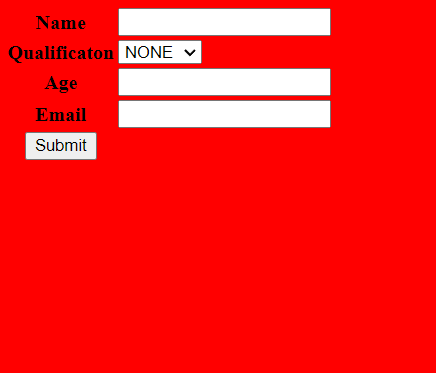 Name
Qualificaton NONE
Age
Email
Submit